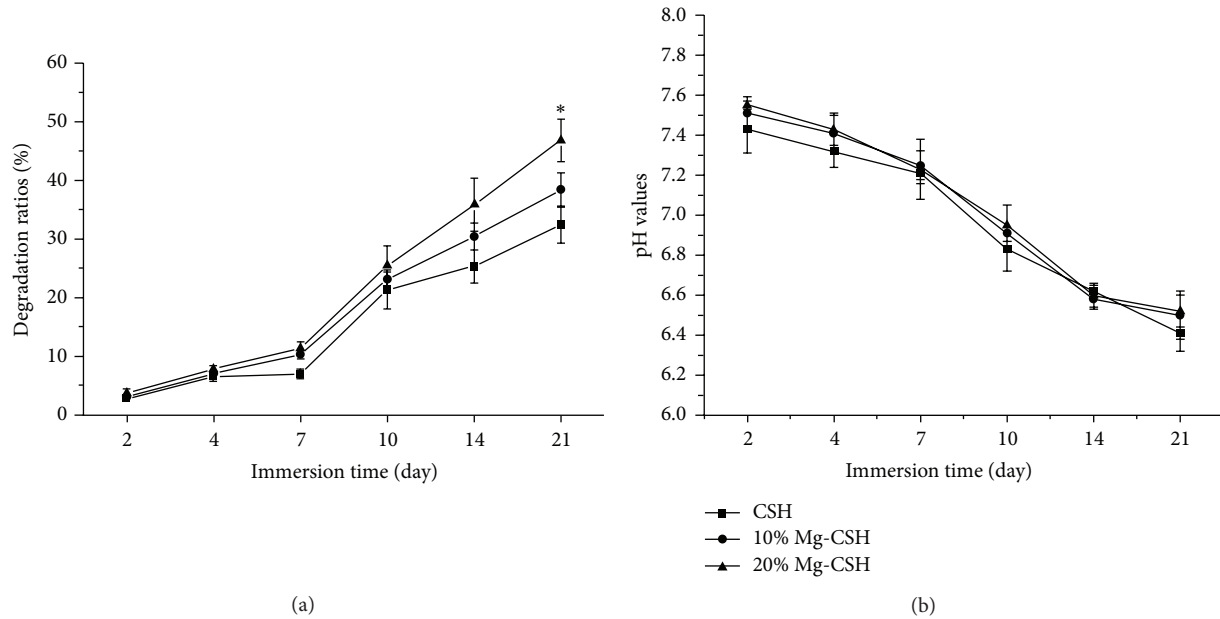 60
50
40
30
20
10
0
Degradation ratios (%)
*
2 4 7 10 14 21
Immersion time (day)
(a)
8.0
7.8
7.6
7.4
7.2
7.0
6.8
6.6
6.4
6.2
6.0
pH values
2 4 7 10 14 21
Immersion time (day)
CSH
10% Mg-CSH
20% Mg-CSH
(b)